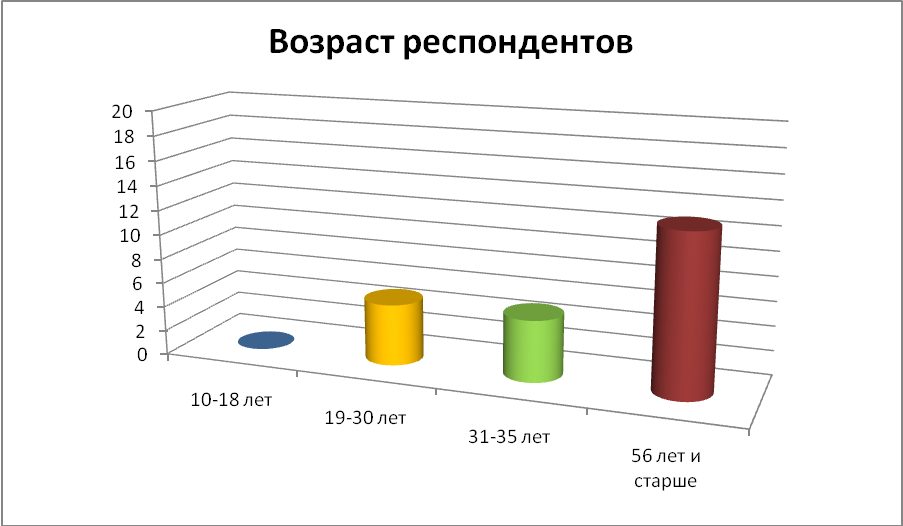 Возраст респондентов
20
18
16
14
12
10
8
6
4
2
0
10-18 лет
19-30 лет
31-35 лет
56 лет и
старше